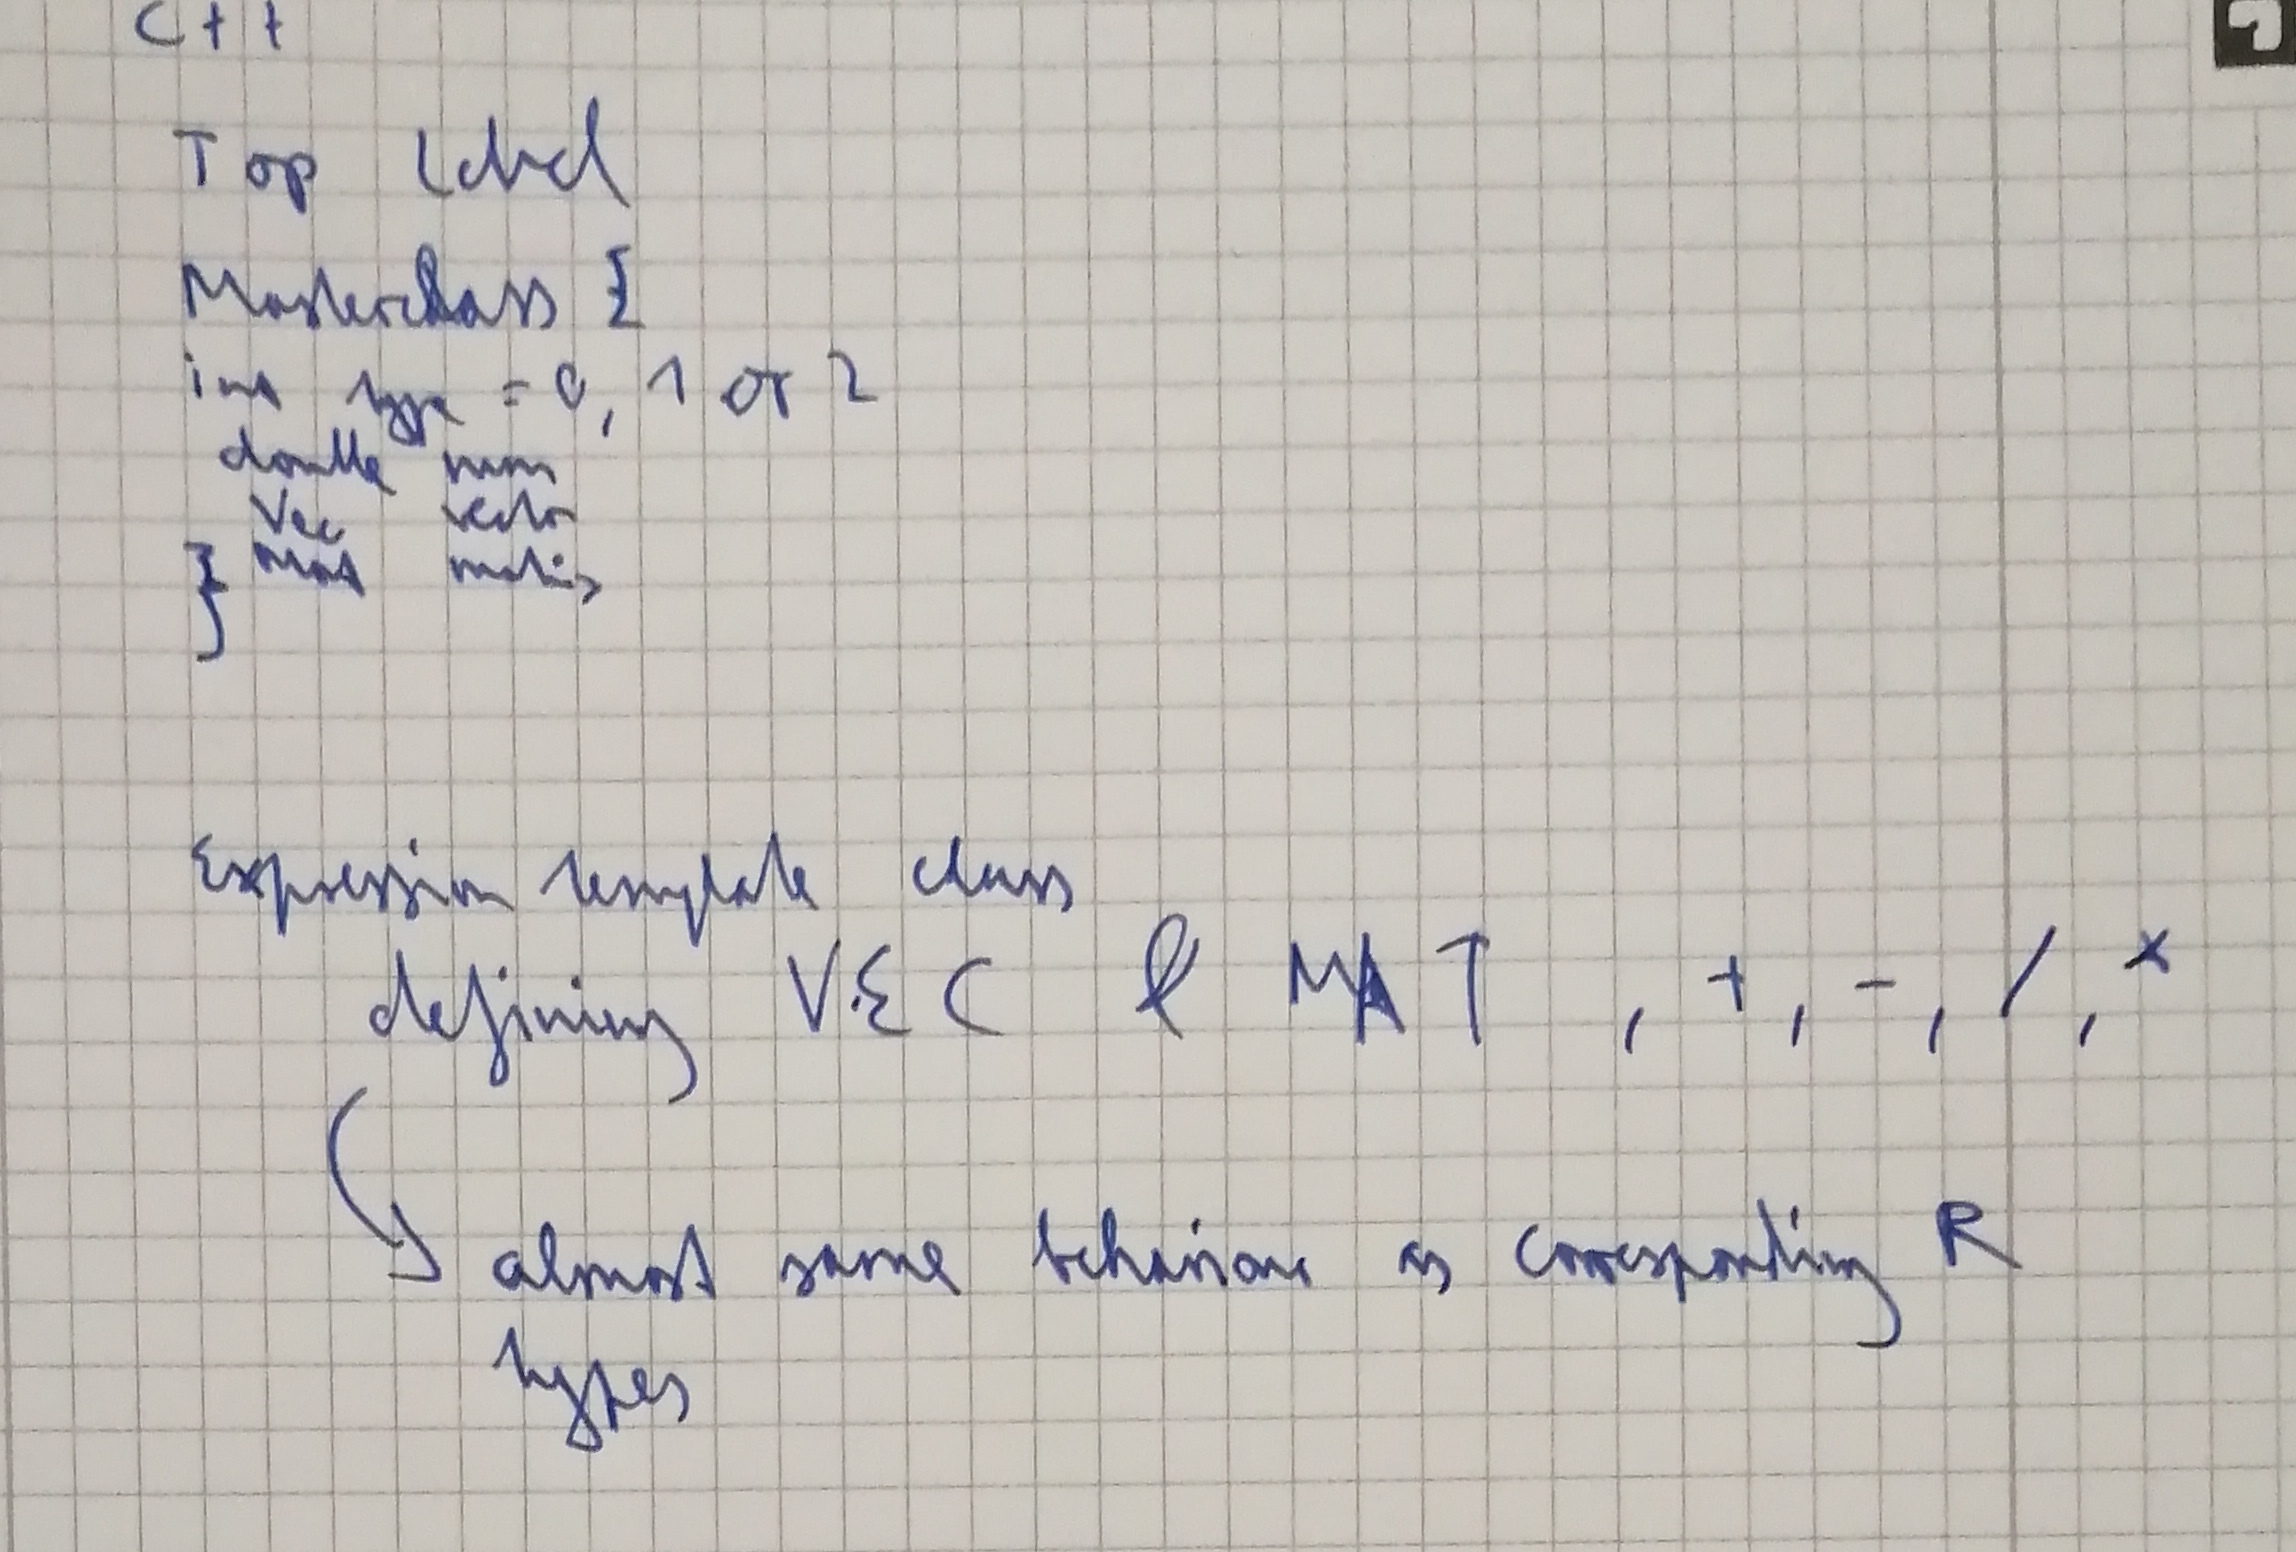 C++
Top Label
Masterclass {
int type = 0, 1 or 2
double num
Vec vector
Mat matrix
}
Expression template class
defining VEC & MAT , +, -, /, *
almost same behaviour as corresponding R
types